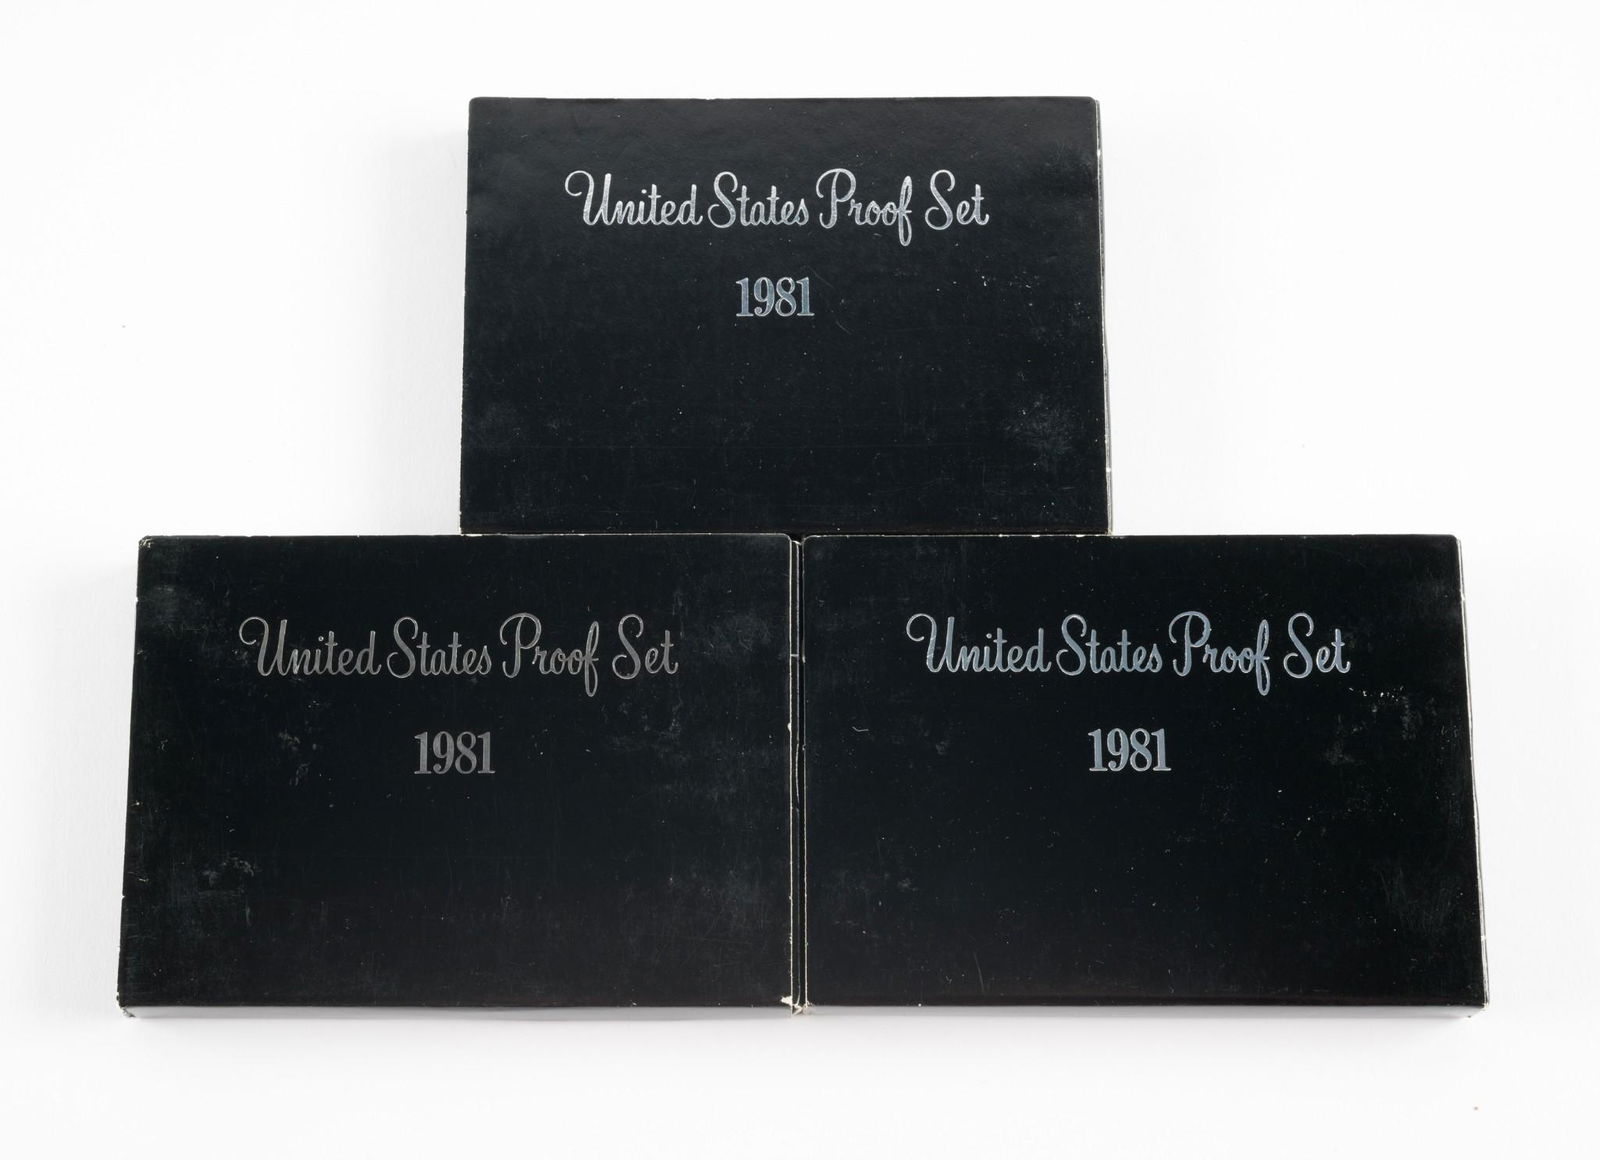 United States Proof Set
1981
United States Proof Set
1981
United States Proof Set
1981